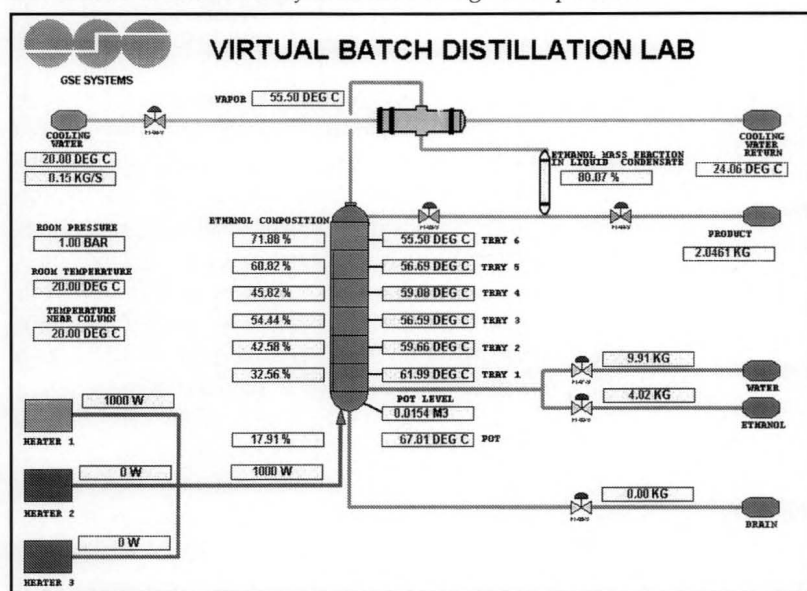 VIRTUAL BATCH DISTILLATION LAB
GSE SYSTEMS
VAPOR 55.50 DEG C
COOLING
WATER
20.00 DEG C
0.15 KG/S
ETHANOL MASS FRACTION
IN LIQUID CONDENSATE
80.07 %
COOLING
WATER
RETURN
24.06 DEG C
ROOM PRESSURE
1.00 BAR
ROOM TEMPERATURE
20.00 DEG C
TEMPERATURE
NEAR COLUMN
20.00 DEG C
ETHANOL COMPOSITION
71.88 % 55.50 DEG C TRAY 6
60.82 % 56.69 DEG C TRAY 5
45.82 % 59.08 DEG C TRAY 4
54.44 % 56.59 DEG C TRAY 3
42.58 % 59.66 DEG C TRAY 2
32.56 % 61.99 DEG C TRAY 1
PRODUCT
2.0461 KG
9.91 KG
WATER
4.02 KG
ETHANOL
POT LEVEL
0.0154 M3
17.91 % 67.81 DEG C POT
1000 W
HEATER 1
0 W
HEATER 2
1000 W
0 W
HEATER 3
0.00 KG
DRAIN